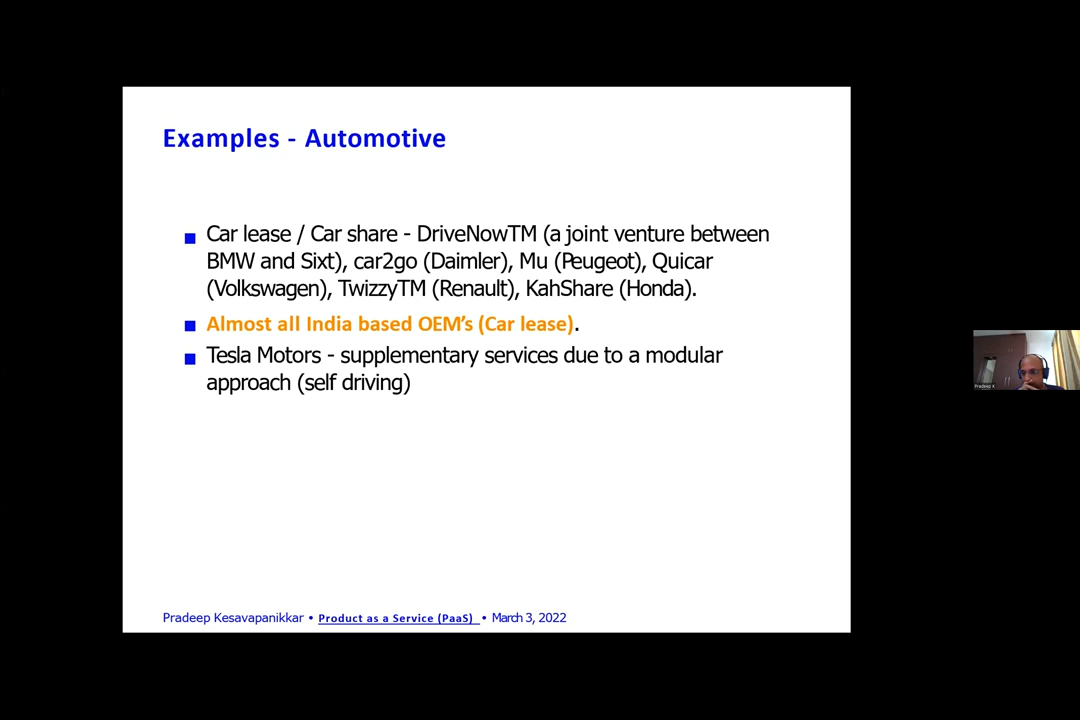 Examples - Automotive
Car lease / Car share - DriveNowTM (a joint venture between
BMW and Sixt), car2go (Daimler), Mu (Peugeot), Quicar
(Volkswagen), TwizzyTM (Renault), KahShare (Honda).
Almost all India based OEM’s (Car lease).
Tesla Motors - supplementary services due to a modular
approach (self driving)
Pradeep K
Pradeep Kesavapanikkar • Product as a Service (PaaS) • March 3, 2022